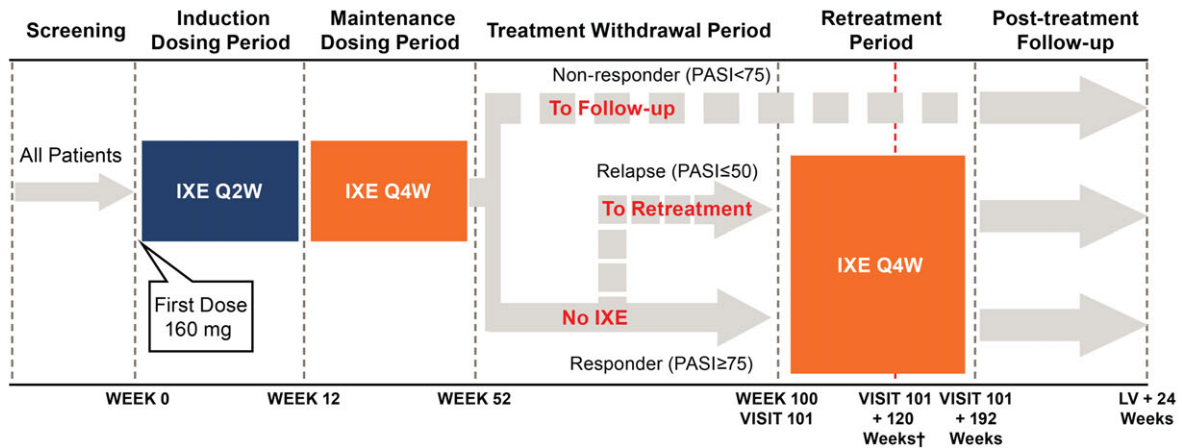 Screening
Induction
Dosing Period
Maintenance
Dosing Period
Treatment Withdrawal Period
Retreatment
Period
Post-treatment
Follow-up
Non-responder (PASI<75)
To Follow-up
All Patients
IXE Q2W
IXE Q4W
Relapse (PASI≤50)
To Retreatment
IXE Q4W
First Dose
160 mg
No IXE
Responder (PASI≥75)
WEEK 0
WEEK 12
WEEK 52
WEEK 100
VISIT 101
VISIT 101
+ 120
Weeks†
VISIT 101
+ 192
Weeks
LV + 24
Weeks